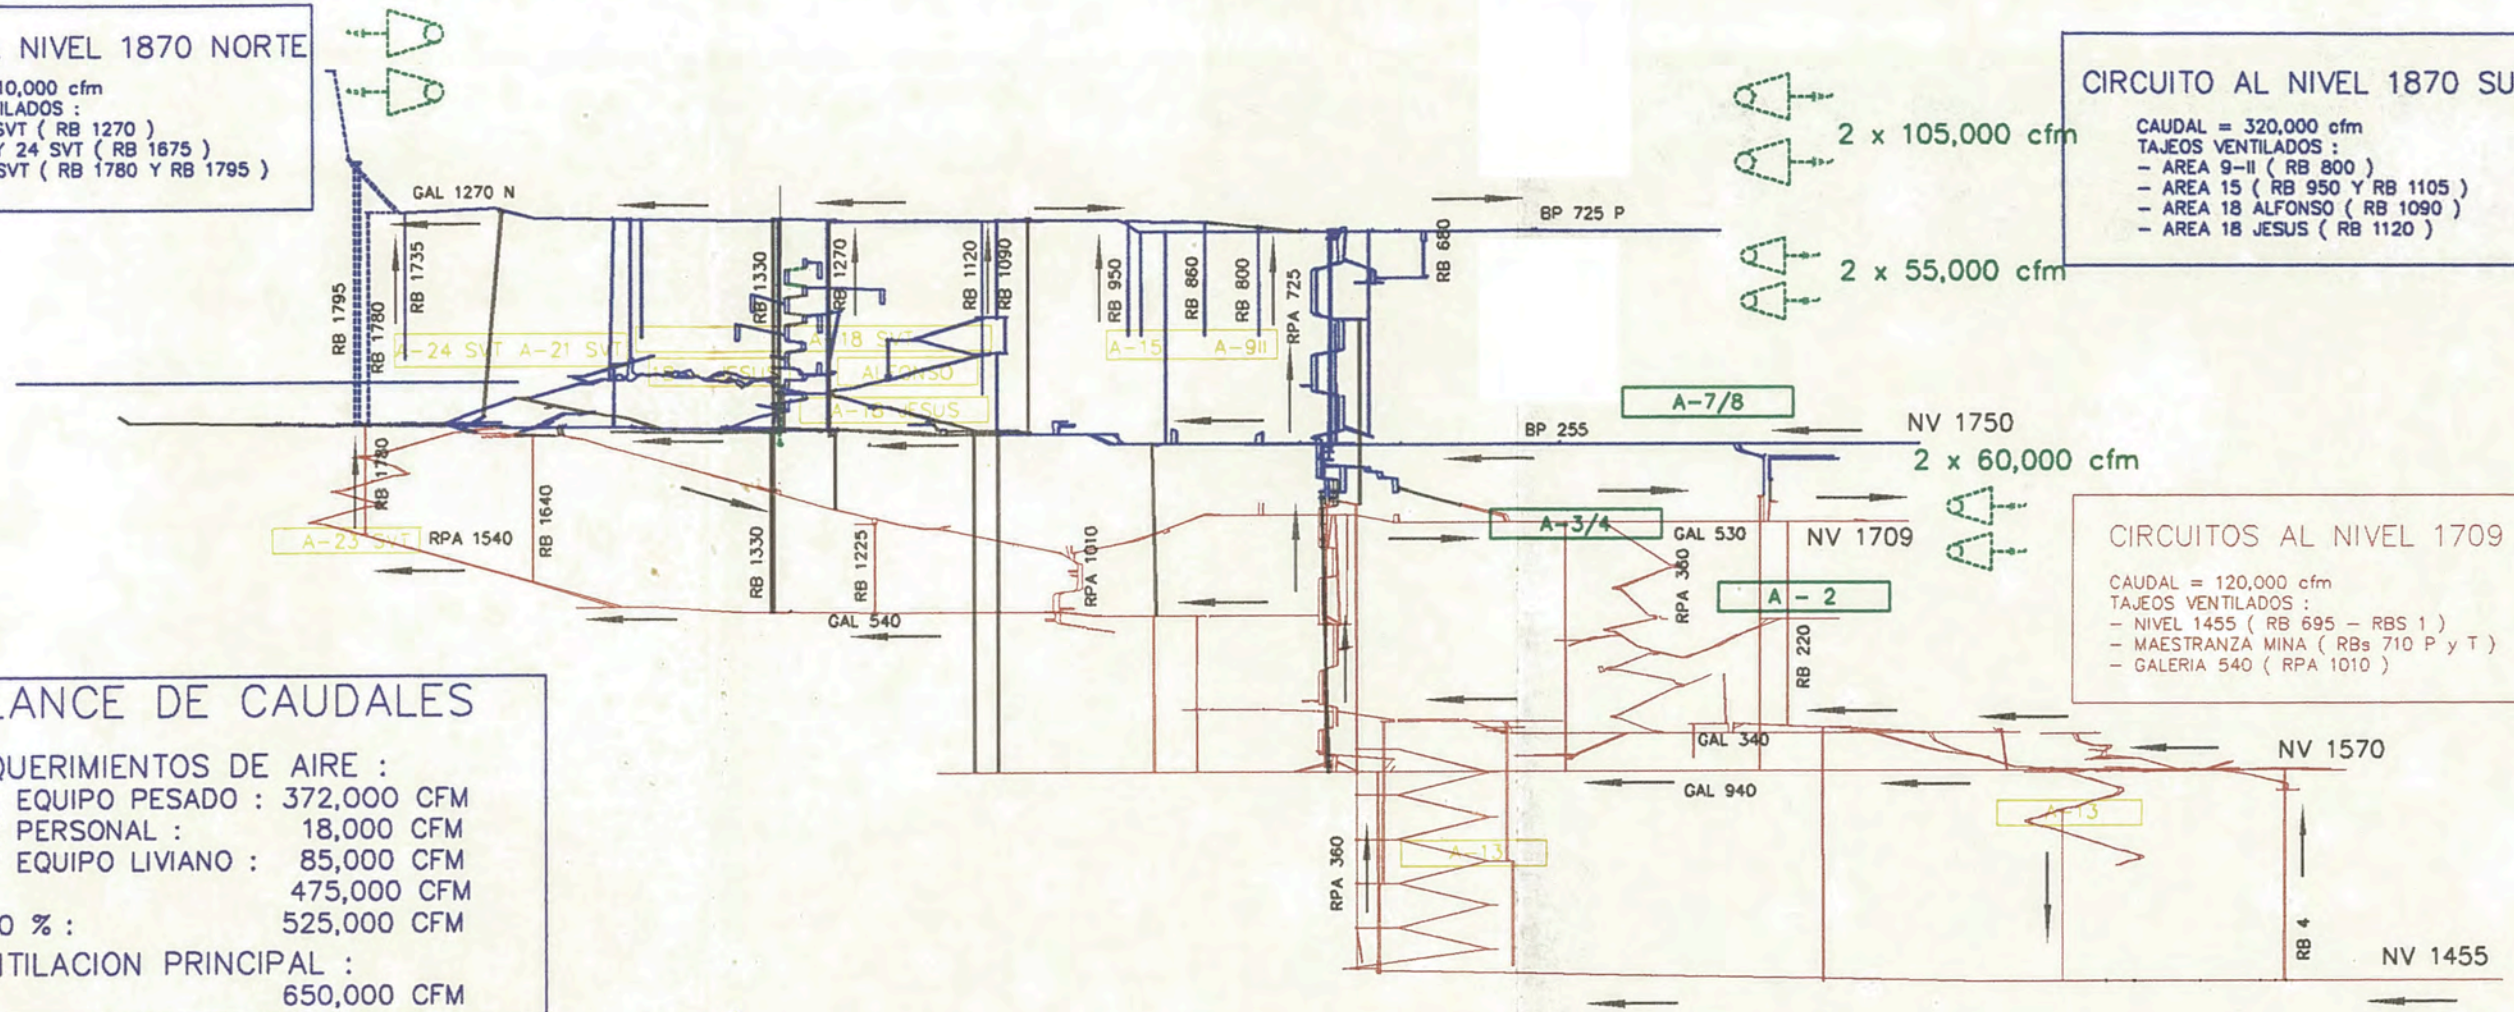 NIVEL 1870 NORTE
10,000 cfm
ILADOS :
SVT ( RB 1270 )
Y 24 SVT ( RB 1675 )
SVT ( RB 1780 Y RB 1795 )
2 x 105,000 cfm
2 x 55,000 cfm
CIRCUITO AL NIVEL 1870 SU
CAUDAL = 320,000 cfm
TAJEOS VENTILADOS :
- AREA 9-II ( RB 800 )
- AREA 15 ( RB 950 Y RB 1105 )
- AREA 18 ALFONSO ( RB 1090 )
- AREA 18 JESUS ( RB 1120 )
GAL 1270 N
BP 725 P
RB 1795
RB 1780
RB 1735
RB 1330
RB 1270
RB 1120
RB 1090
RB 950
RB 860
RB 800
RPA 725
RB 680
A-24 SVT A-21 SVT
A-18 SVT
JESUS
ALFONSO
A-18 JESUS
A-15
A-9II
A-7/8
BP 255
NV 1750
2 x 60,000 cfm
RB 1780
A-23 SVT
RPA 1540
RB 1640
RB 1330
RB 1225
RPA 1010
GAL 540
A-3/4
GAL 530
NV 1709
RPA 360
A - 2
RB 220
CIRCUITOS AL NIVEL 1709
CAUDAL = 120,000 cfm
TAJEOS VENTILADOS :
- NIVEL 1455 ( RB 695 - RBS 1 )
- MAESTRANZA MINA ( RBs 710 P y T )
- GALERIA 540 ( RPA 1010 )
GAL 340
GAL 940
NV 1570
A-13
A-13
RPA 360
RB 4
NV 1455
LANCE DE CAUDALES
QUERIMIENTOS DE AIRE :
EQUIPO PESADO : 372,000 CFM
PERSONAL : 18,000 CFM
EQUIPO LIVIANO : 85,000 CFM
475,000 CFM
0 % : 525,000 CFM
NTILACION PRINCIPAL :
650,000 CFM